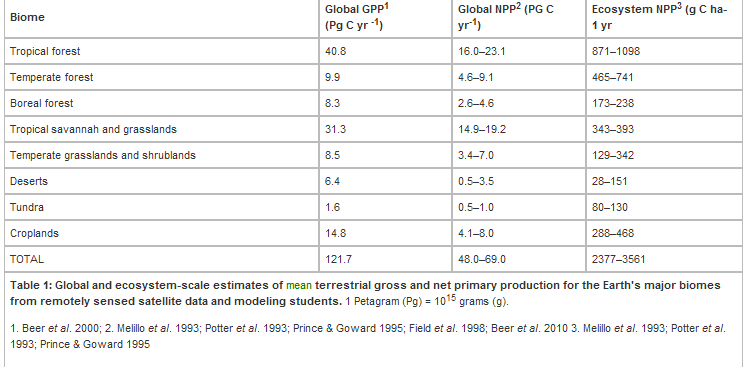 Biome Global GPP1 (Pg C yr -1) Global NPP2 (PG C yr-1) Ecosystem NPP3 (g C ha-1 yr
Tropical forest 40.8 16.0–23.1 871–1098
Temperate forest 9.9 4.6–9.1 465–741
Boreal forest 8.3 2.6–4.6 173–238
Tropical savannah and grasslands 31.3 14.9–19.2 343–393
Temperate grasslands and shrublands 8.5 3.4–7.0 129–342
Deserts 6.4 0.5–3.5 28–151
Tundra 1.6 0.5–1.0 80–130
Croplands 14.8 4.1–8.0 288–468
TOTAL 121.7 48.0–69.0 2377–3561
Table 1: Global and ecosystem-scale estimates of mean terrestrial gross and net primary production for the Earth's major biomes
from remotely sensed satellite data and modeling students. 1 Petagram (Pg) = 1015 grams (g).
1. Beer et al. 2000; 2. Melillo et al. 1993; Potter et al. 1993; Prince & Goward 1995; Field et al. 1998; Beer et al. 2010 3. Melillo et al. 1993; Potter et al.
1993; Prince & Goward 1995